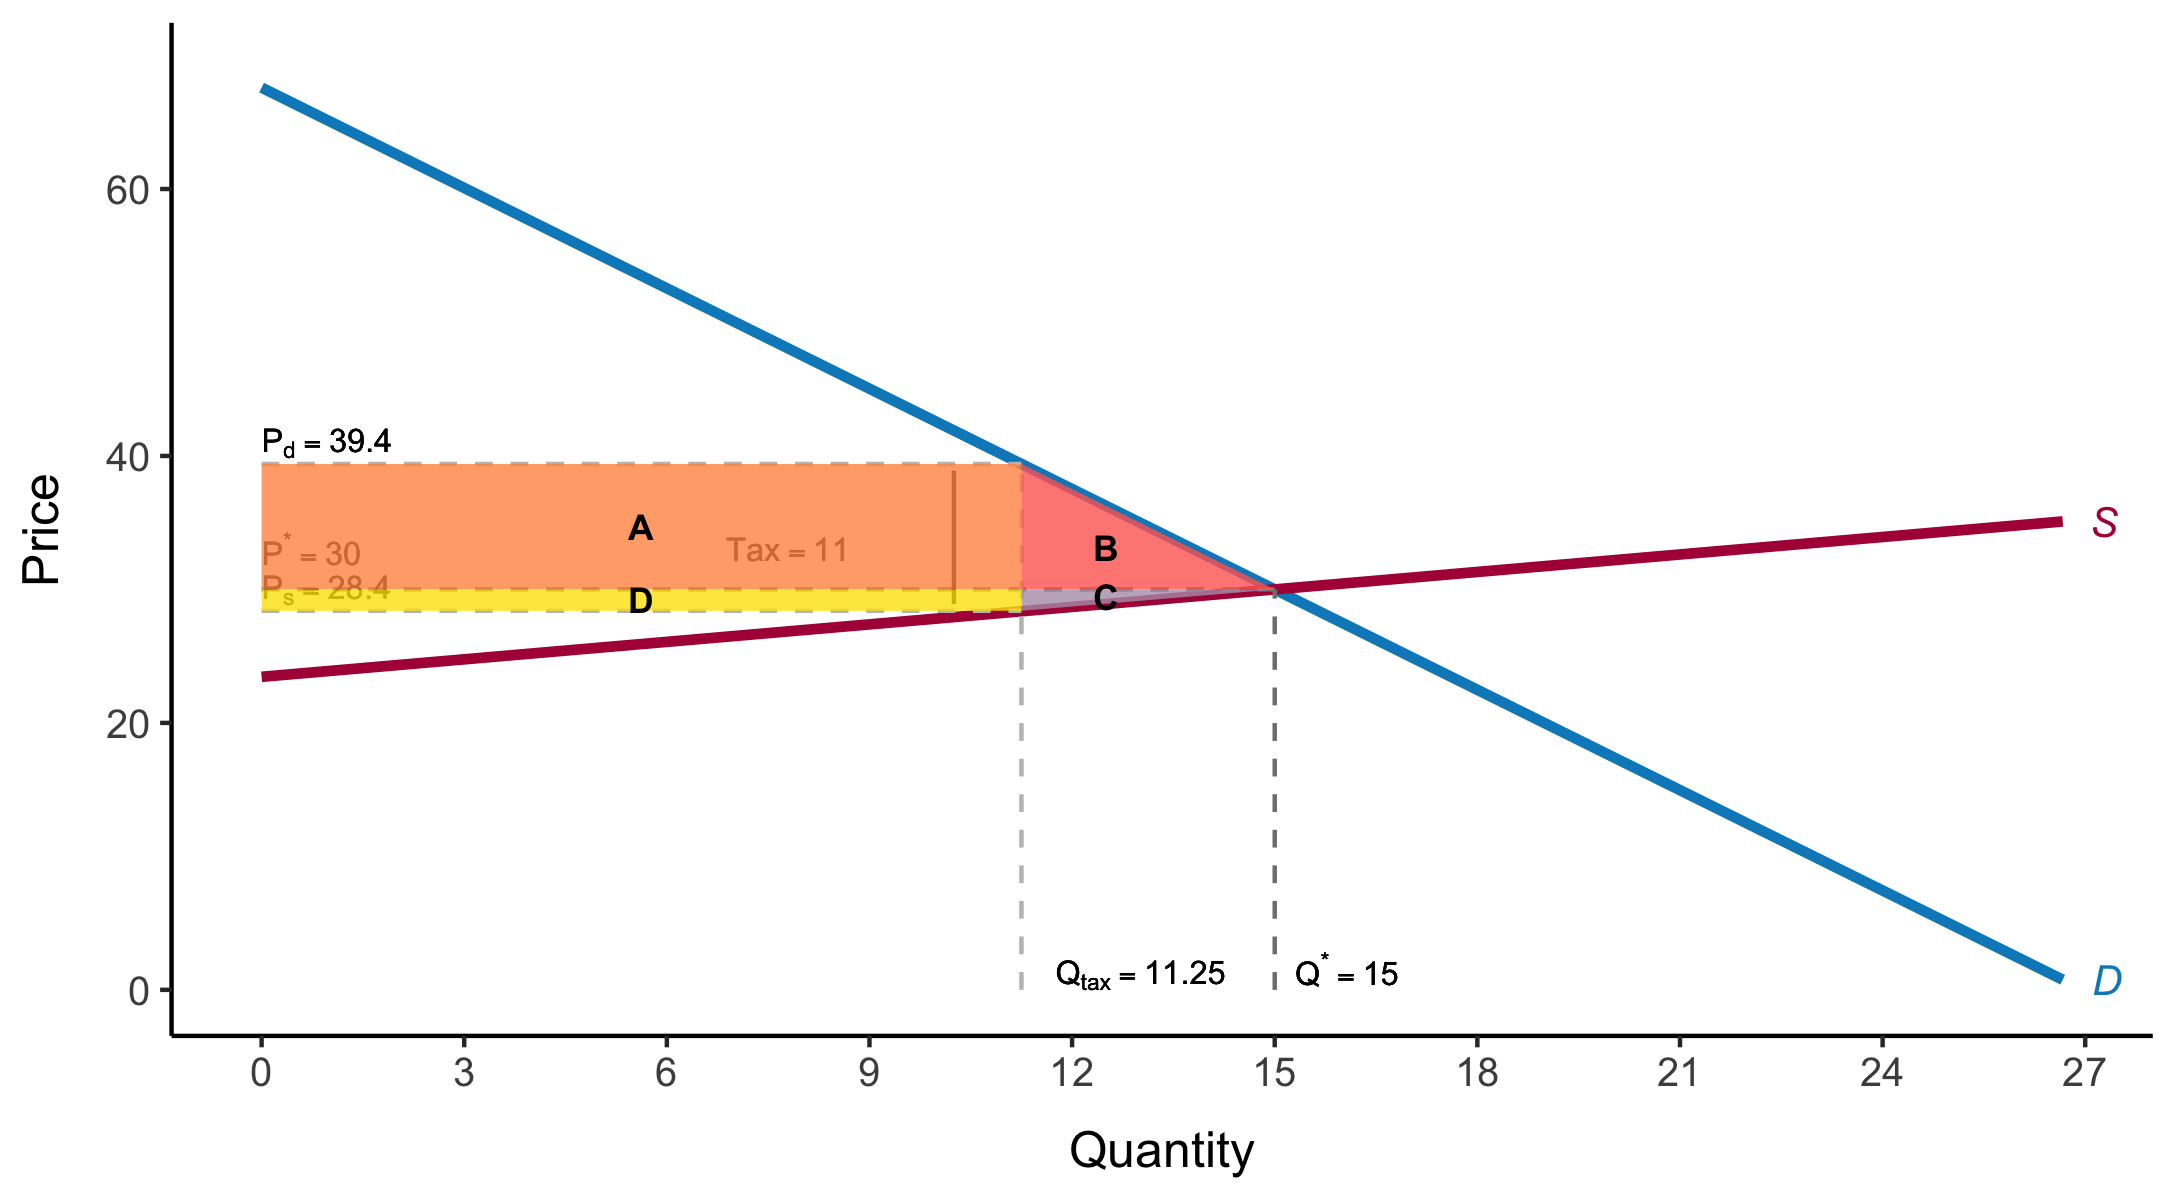 60
40
20
0
Price
P_d = 39.4
A
P^* = 30
Tax = 11
B
P_s = 28.4
D
C
S
Q_tax = 11.25
Q^* = 15
D
0 3 6 9 12 15 18 21 24 27
Quantity